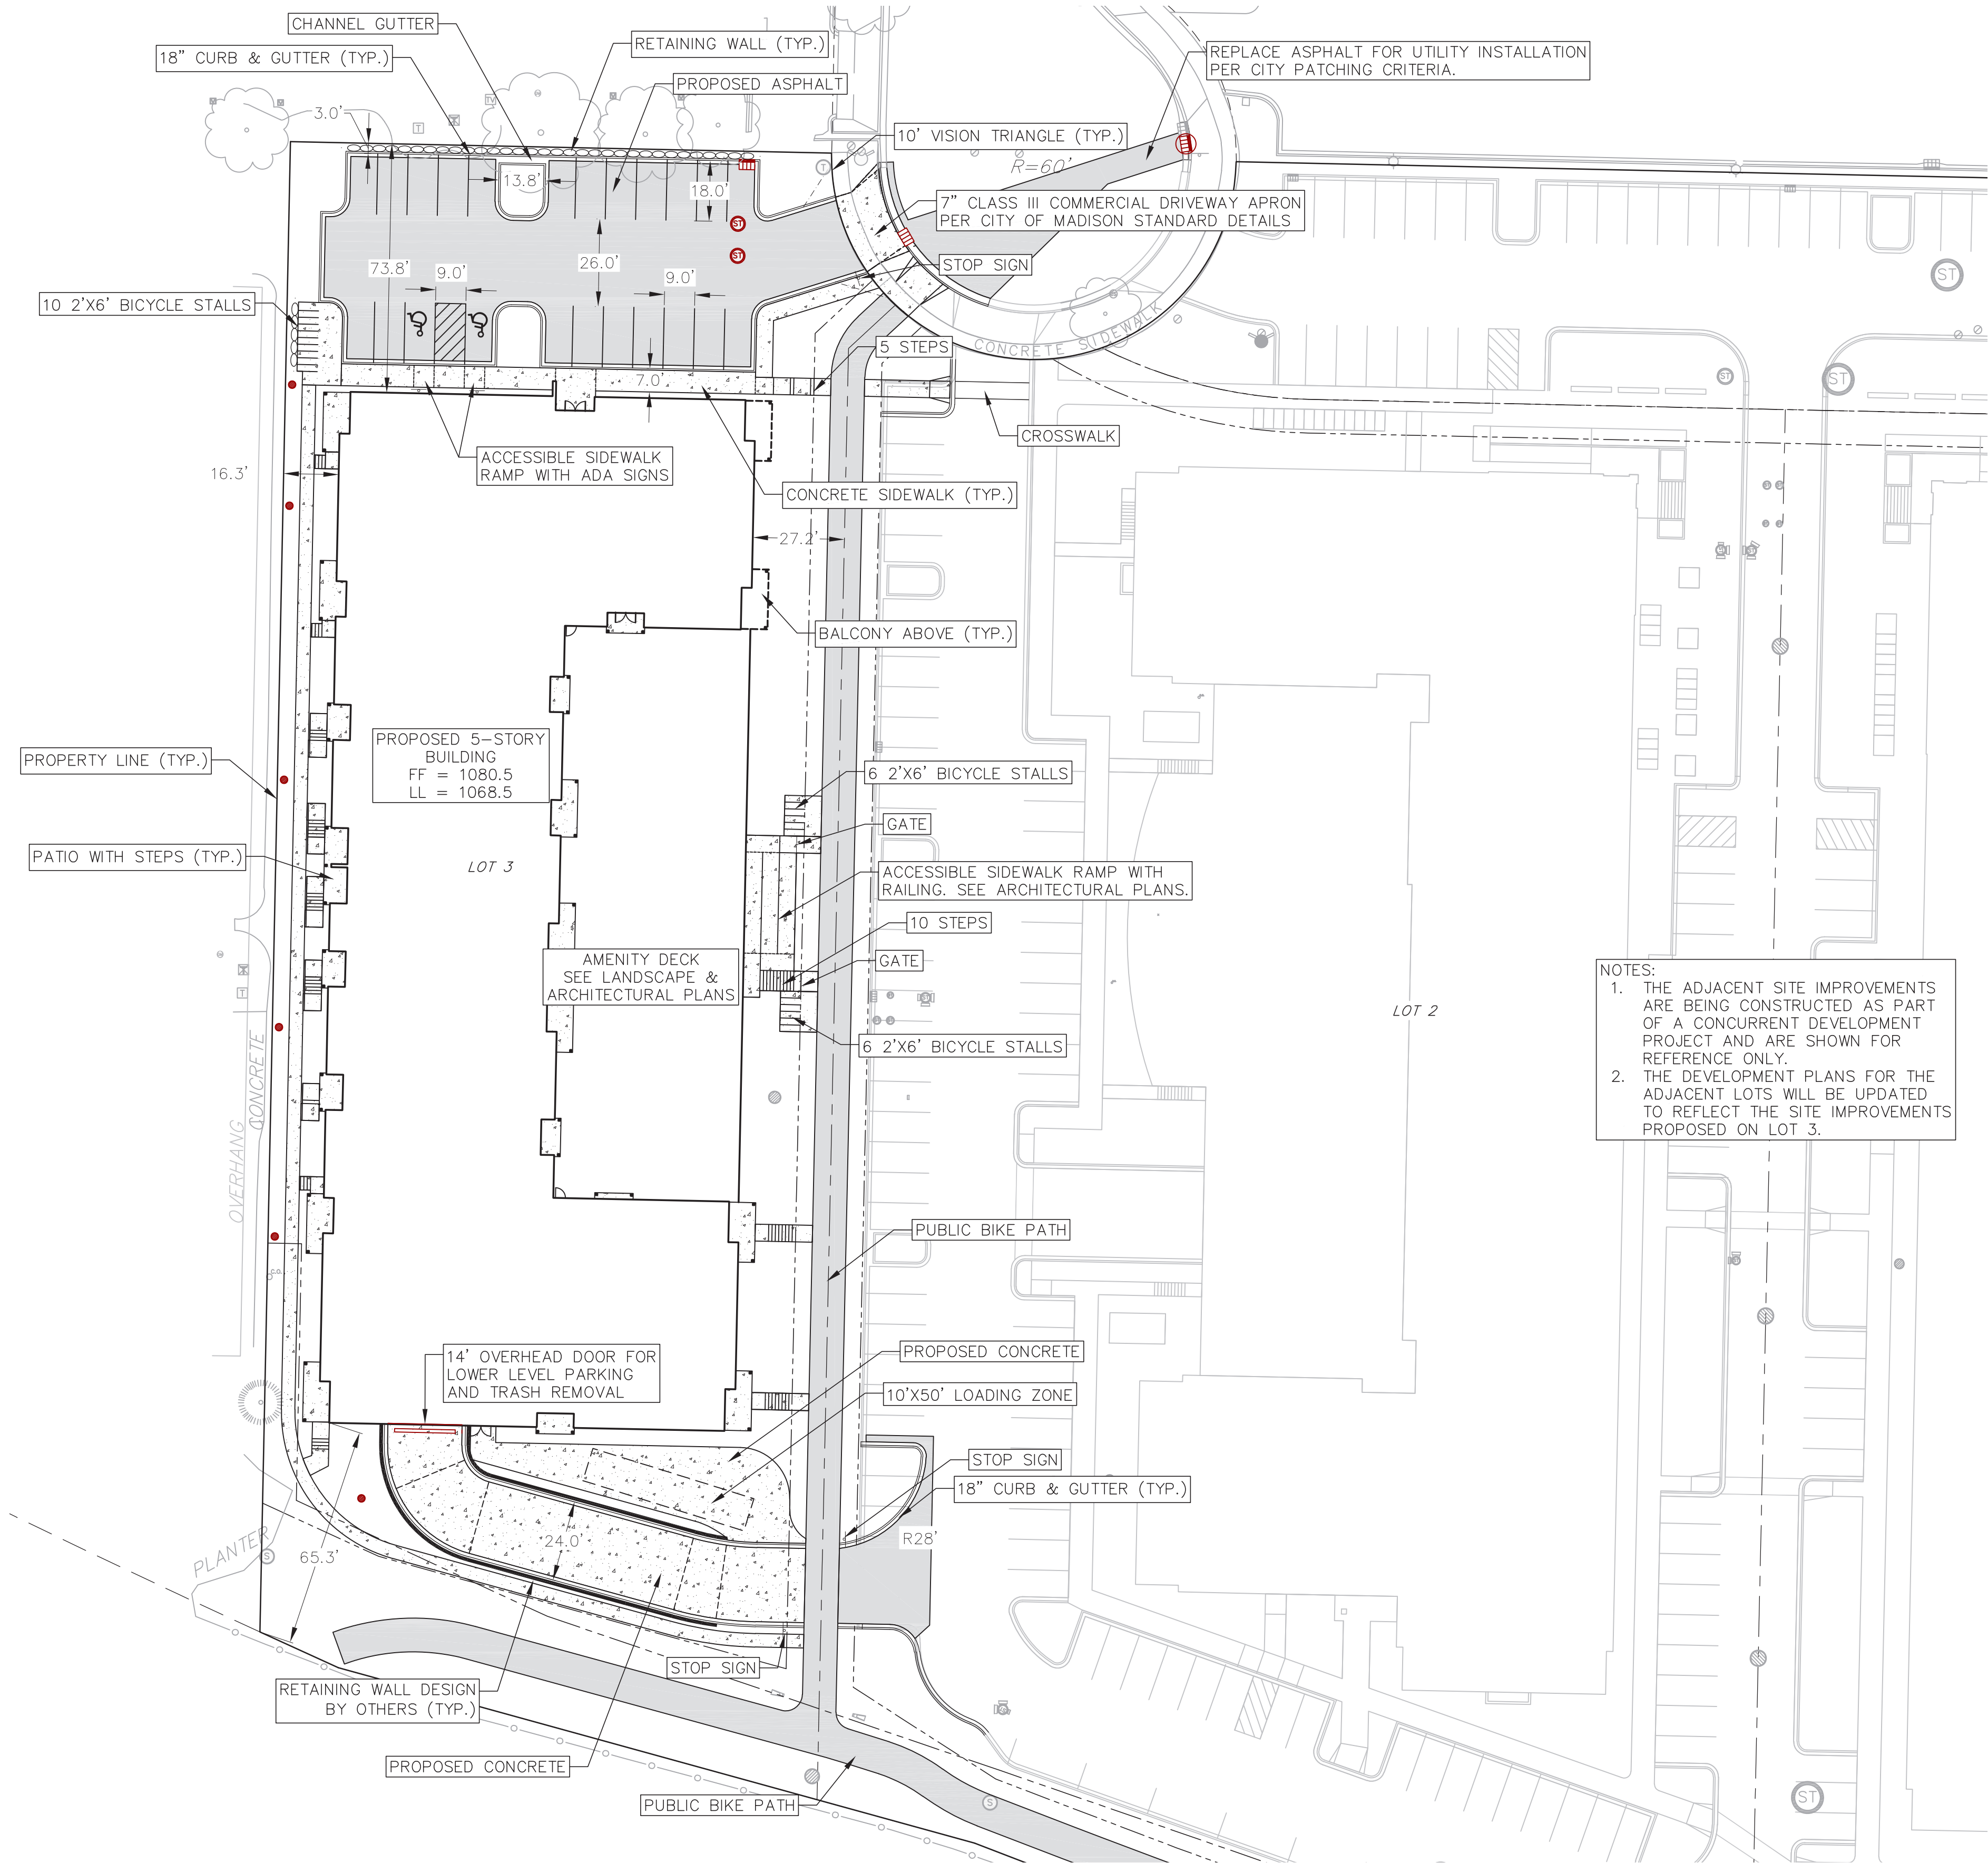 CHANNEL GUTTER
18" CURB & GUTTER (TYP.)
RETAINING WALL (TYP.)
PROPOSED ASPHALT
REPLACE ASPHALT FOR UTILITY INSTALLATION
PER CITY PATCHING CRITERIA.
TV
T
3.0'
10' VISION TRIANGLE (TYP.)
T
R=60'
13.8'
18.0'
7" CLASS III COMMERCIAL DRIVEWAY APRON
PER CITY OF MADISON STANDARD DETAILS
ST
ST
STOP SIGN
73.8'
9.0'
26.0'
9.0'
ST
10 2'X6' BICYCLE STALLS
CONCRETE SIDEWALK
5 STEPS
7.0'
ST
ST
CROSSWALK
16.3'
ACCESSIBLE SIDEWALK
RAMP WITH ADA SIGNS
CONCRETE SIDEWALK (TYP.)
27.2'
BALCONY ABOVE (TYP.)
PROPERTY LINE (TYP.)
PROPOSED 5-STORY
BUILDING
FF = 1080.5
LL = 1068.5
6 2'X6' BICYCLE STALLS
GATE
PATIO WITH STEPS (TYP.)
LOT 3
ACCESSIBLE SIDEWALK RAMP WITH
RAILING. SEE ARCHITECTURAL PLANS.
10 STEPS
GATE
AMENITY DECK
SEE LANDSCAPE &
ARCHITECTURAL PLANS
T
LOT 2
NOTES:
1. THE ADJACENT SITE IMPROVEMENTS
ARE BEING CONSTRUCTED AS PART
OF A CONCURRENT DEVELOPMENT
PROJECT AND ARE SHOWN FOR
REFERENCE ONLY.
2. THE DEVELOPMENT PLANS FOR THE
ADJACENT LOTS WILL BE UPDATED
TO REFLECT THE SITE IMPROVEMENTS
PROPOSED ON LOT 3.
6 2'X6' BICYCLE STALLS
CONCRETE
OVERHANG
PUBLIC BIKE PATH
C.O.
14' OVERHEAD DOOR FOR
LOWER LEVEL PARKING
AND TRASH REMOVAL
PROPOSED CONCRETE
10'X50' LOADING ZONE
STOP SIGN
18" CURB & GUTTER (TYP.)
R28'
24.0'
PLANTER
S
65.3'
STOP SIGN
RETAINING WALL DESIGN
BY OTHERS (TYP.)
PROPOSED CONCRETE
PUBLIC BIKE PATH
S
ST